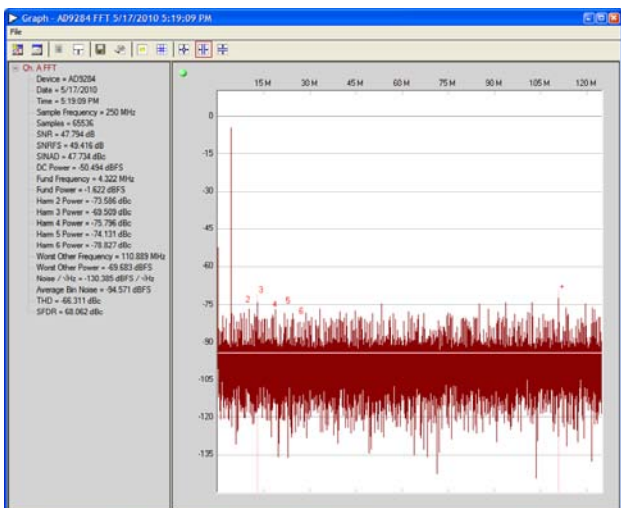 Graph - AD9284 FFT 5/17/2010 5:19:09 PM
File
Ch. A FFT
Device = AD9284
Date = 5/17/2010
Time = 5:19:09 PM
Sample Frequency = 250 MHz
Samples = 65536
SNR = 47.794 dB
SNRFS = 49.416 dB
SINAD = 47.734 dBc
DC Power = -50.494 dBFS
Fund Frequency = 4.322 MHz
Fund Power = -1.622 dBFS
Harm 2 Power = -73.586 dBc
Harm 3 Power = -69.509 dBc
Harm 4 Power = -75.796 dBc
Harm 5 Power = -74.131 dBc
Harm 6 Power = -78.827 dBc
Worst Other Frequency = 110.889 MHz
Worst Other Power = -69.683 dBFS
Noise / √Hz = -130.385 dBFS / √Hz
Average Bin Noise = -94.571 dBFS
THD = -66.311 dBc
SFDR = 68.062 dBc
15 M 30 M 45 M 60 M 75 M 90 M 105 M 120 M
0
-15
-30
-45
-60
-75
-90
-105
-120
-135
2 3 4 5 6 +